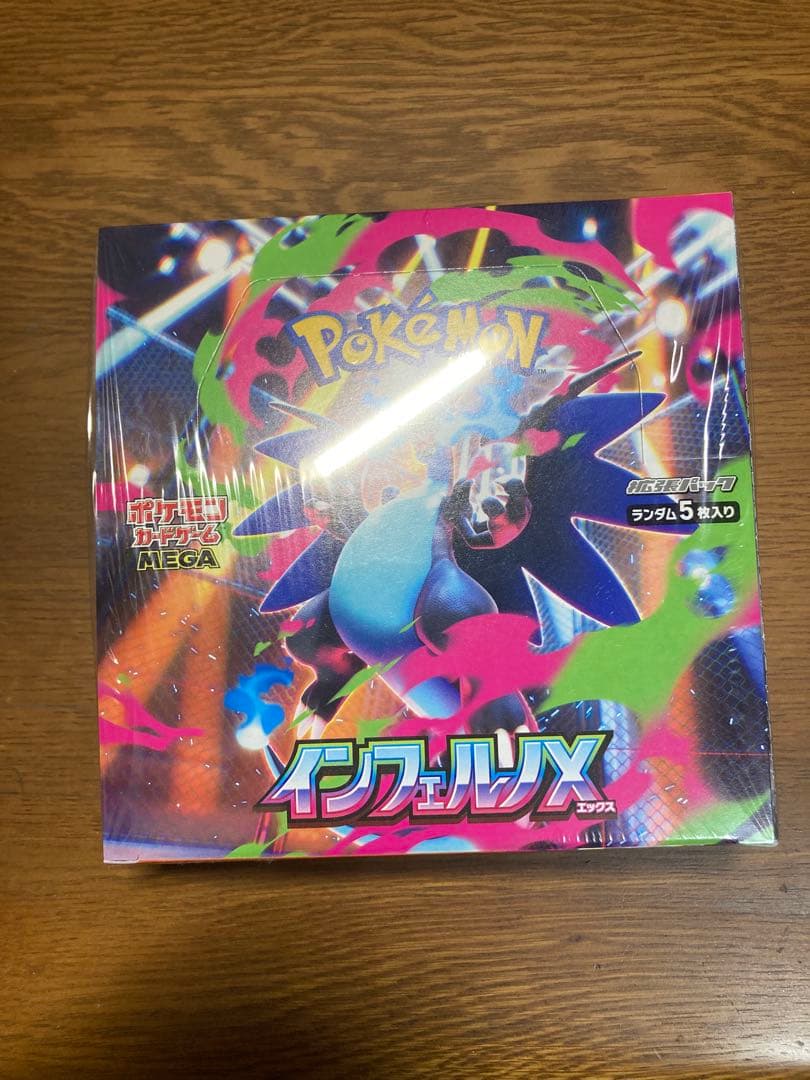 POKéMON
TM
拡張パック
ランダム5枚入り
ポケモン
カードゲーム
MEGA
インフェルノX
エックス